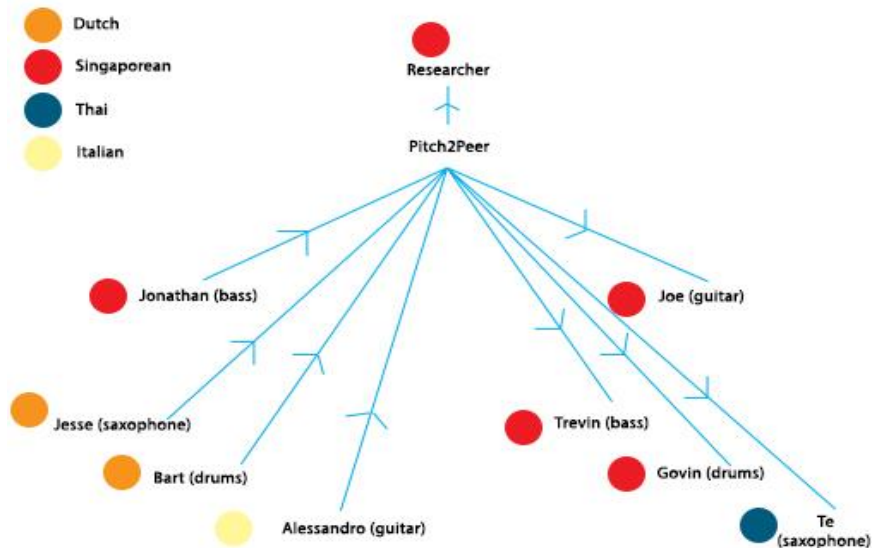 Dutch
Singaporean
Thai
Italian
Researcher
Pitch2Peer
Jonathan (bass)
Joe (guitar)
Jesse (saxophone)
Trevin (bass)
Bart (drums)
Govin (drums)
Alessandro (guitar)
Te
(saxophone)